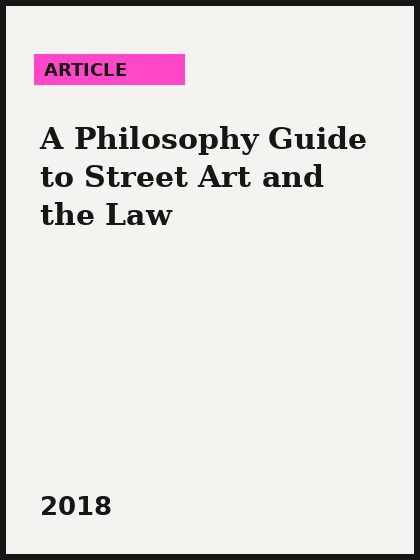 ARTICLE
A Philosophy Guide
to Street Art and
the Law
2018